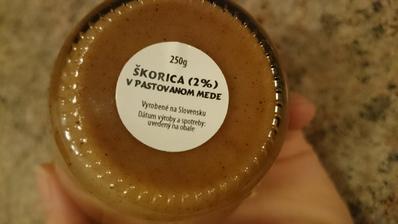 250g
ŠKORICA (2%)
V PASTOVANOM MEDE
Vyrobené na Slovensku
Dátum výroby a spotreby:
uvedený na obale